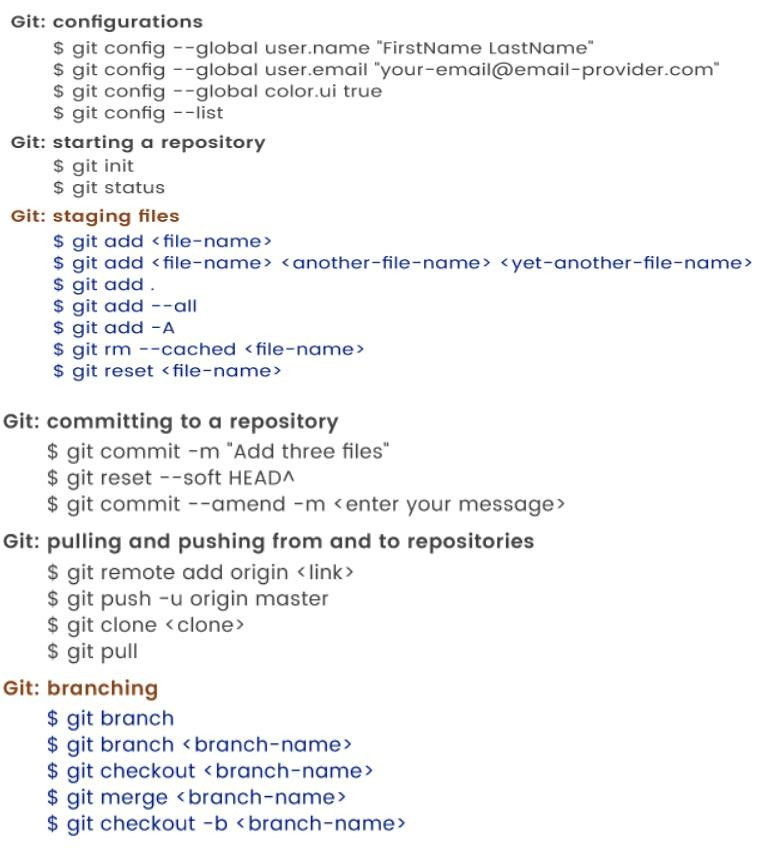 Git: configurations
$ git config --global user.name "FirstName LastName"
$ git config --global user.email "your-email@email-provider.com"
$ git config --global color.ui true
$ git config --list
Git: starting a repository
$ git init
$ git status
Git: staging files
$ git add <file-name>
$ git add <file-name> <another-file-name> <yet-another-file-name>
$ git add .
$ git add --all
$ git add -A
$ git rm --cached <file-name>
$ git reset <file-name>
Git: committing to a repository
$ git commit -m "Add three files"
$ git reset --soft HEAD^
$ git commit --amend -m <enter your message>
Git: pulling and pushing from and to repositories
$ git remote add origin <link>
$ git push -u origin master
$ git clone <clone>
$ git pull
Git: branching
$ git branch
$ git branch <branch-name>
$ git checkout <branch-name>
$ git merge <branch-name>
$ git checkout -b <branch-name>